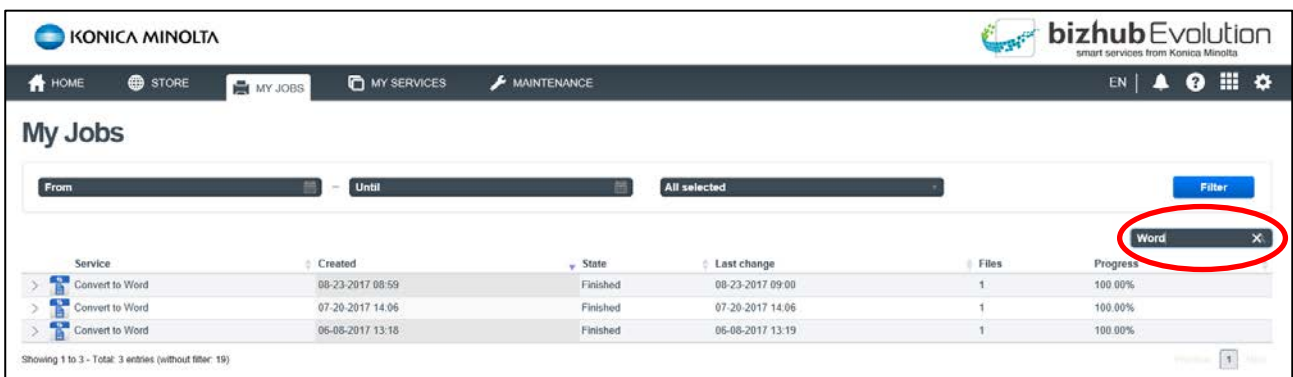 KONICA MINOLTA
bizhub Evolution
smart services from Konica Minolta
HOME STORE MY JOBS MY SERVICES MAINTENANCE EN | ?
My Jobs
From – Until All selected Filter
Word X
Service Created State Last change Files Progress
Convert to Word 08-23-2017 08:59 Finished 08-23-2017 09:00 1 100.00%
Convert to Word 07-20-2017 14:06 Finished 07-20-2017 14:06 1 100.00%
Convert to Word 06-08-2017 13:18 Finished 06-08-2017 13:19 1 100.00%
Showing 1 to 3 - Total: 3 entries (without filter: 19) 1